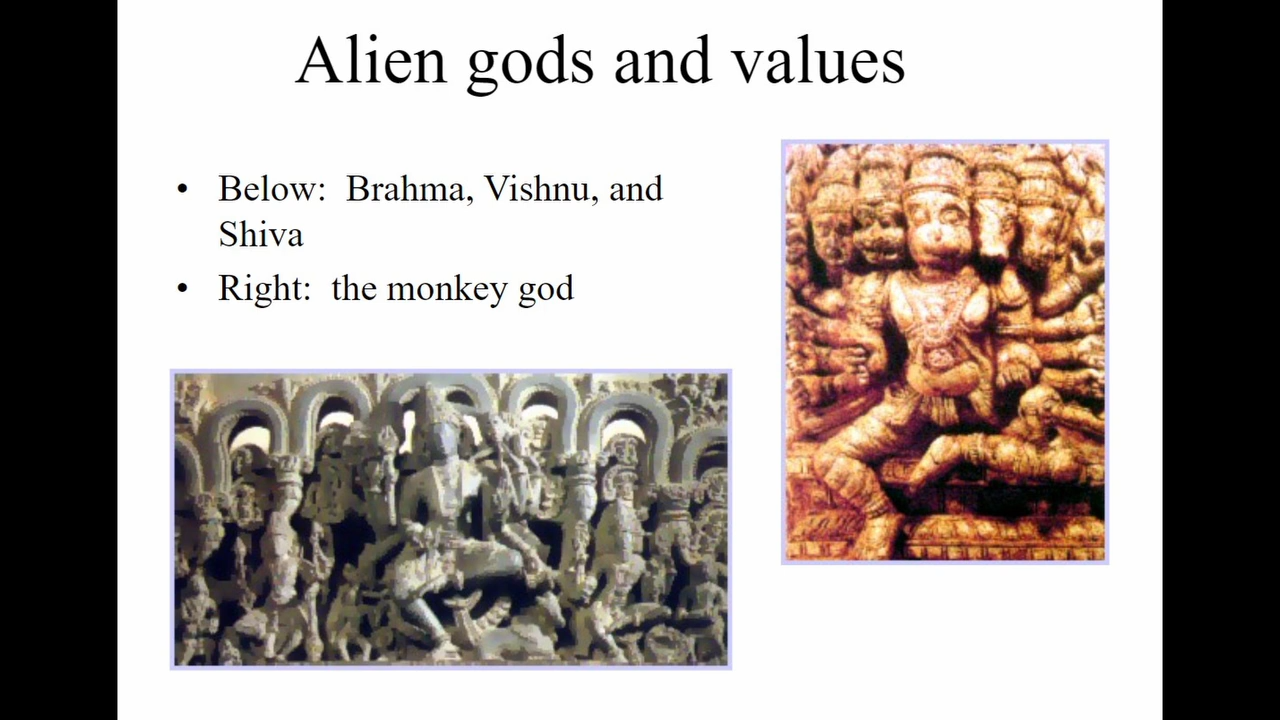 Alien gods and values
• Below:  Brahma, Vishnu, and
Shiva
• Right:  the monkey god